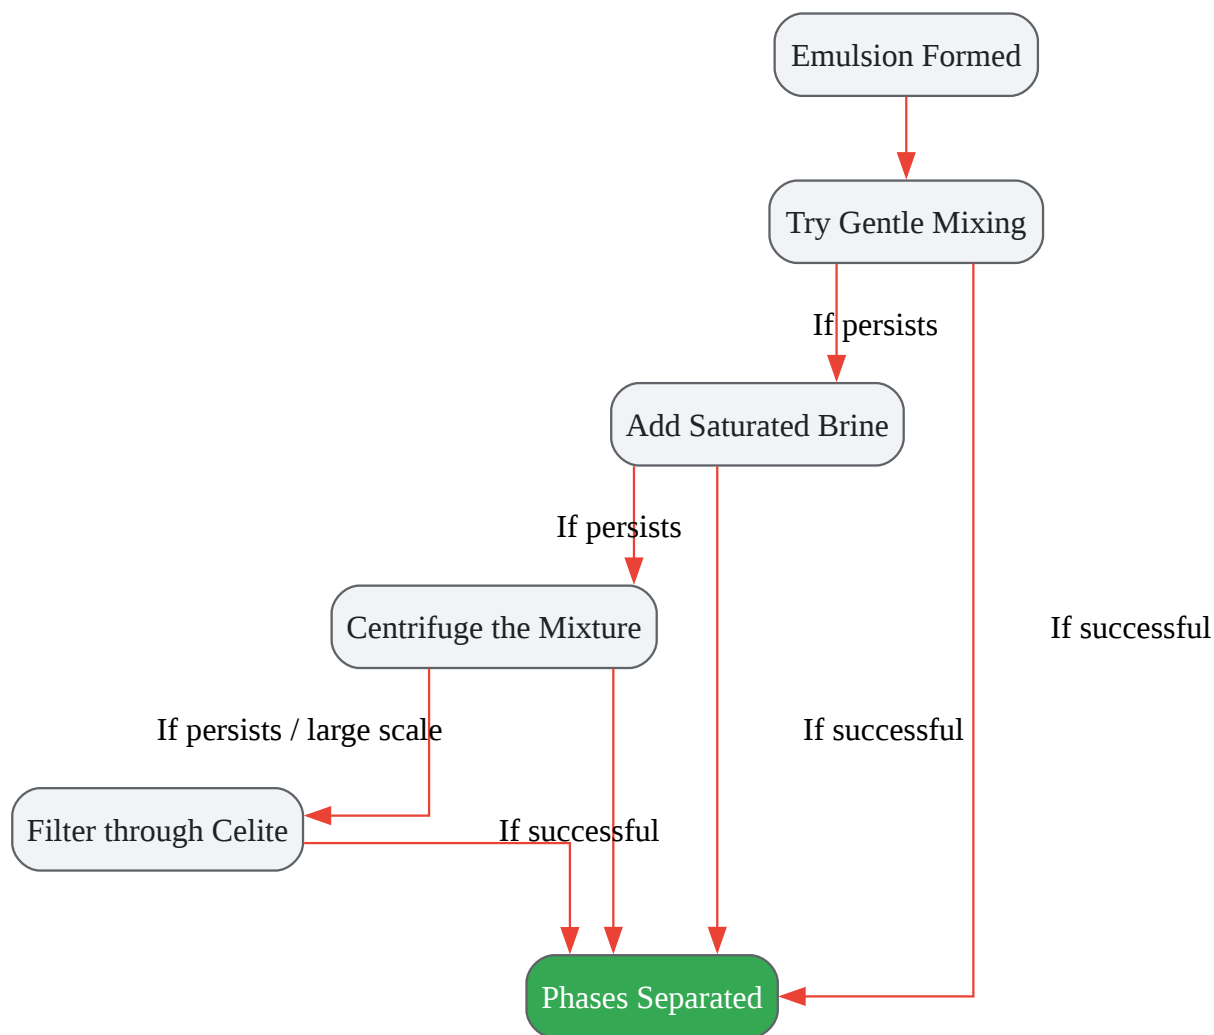 Emulsion Formed
Try Gentle Mixing
If persists
Add Saturated Brine
If persists
Centrifuge the Mixture
If successful
If persists / large scale
If successful
Filter through Celite
If successful
Phases Separated